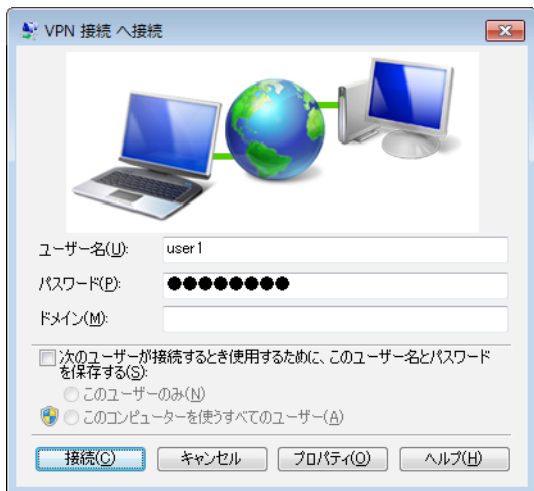 VPN 接続 へ接続
ユーザー名(U): user1
パスワード(P): ●●●●●●●●
ドメイン(M):
次のユーザーが接続するとき使用するために、このユーザー名とパスワード
を保存する(S):
このユーザーのみ(N)
このコンピューターを使うすべてのユーザー(A)
接続(C) キャンセル プロパティ(O) ヘルプ(H)